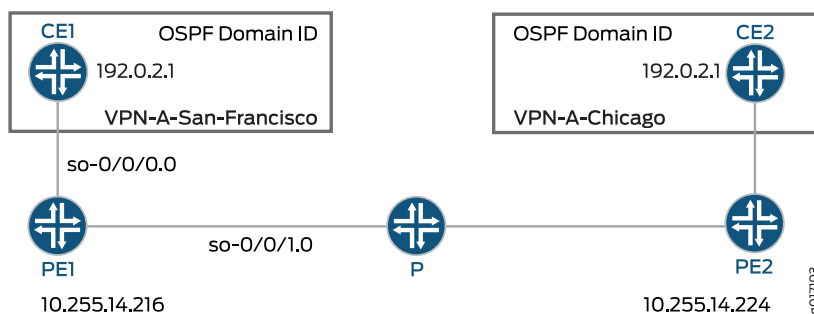 CE1 OSPF Domain ID
192.0.2.1
VPN-A-San-Francisco
OSPF Domain ID CE2
192.0.2.1
VPN-A-Chicago
so-0/0/0.0
so-0/0/1.0
PE1
P
PE2
10.255.14.216
10.255.14.224
g017193